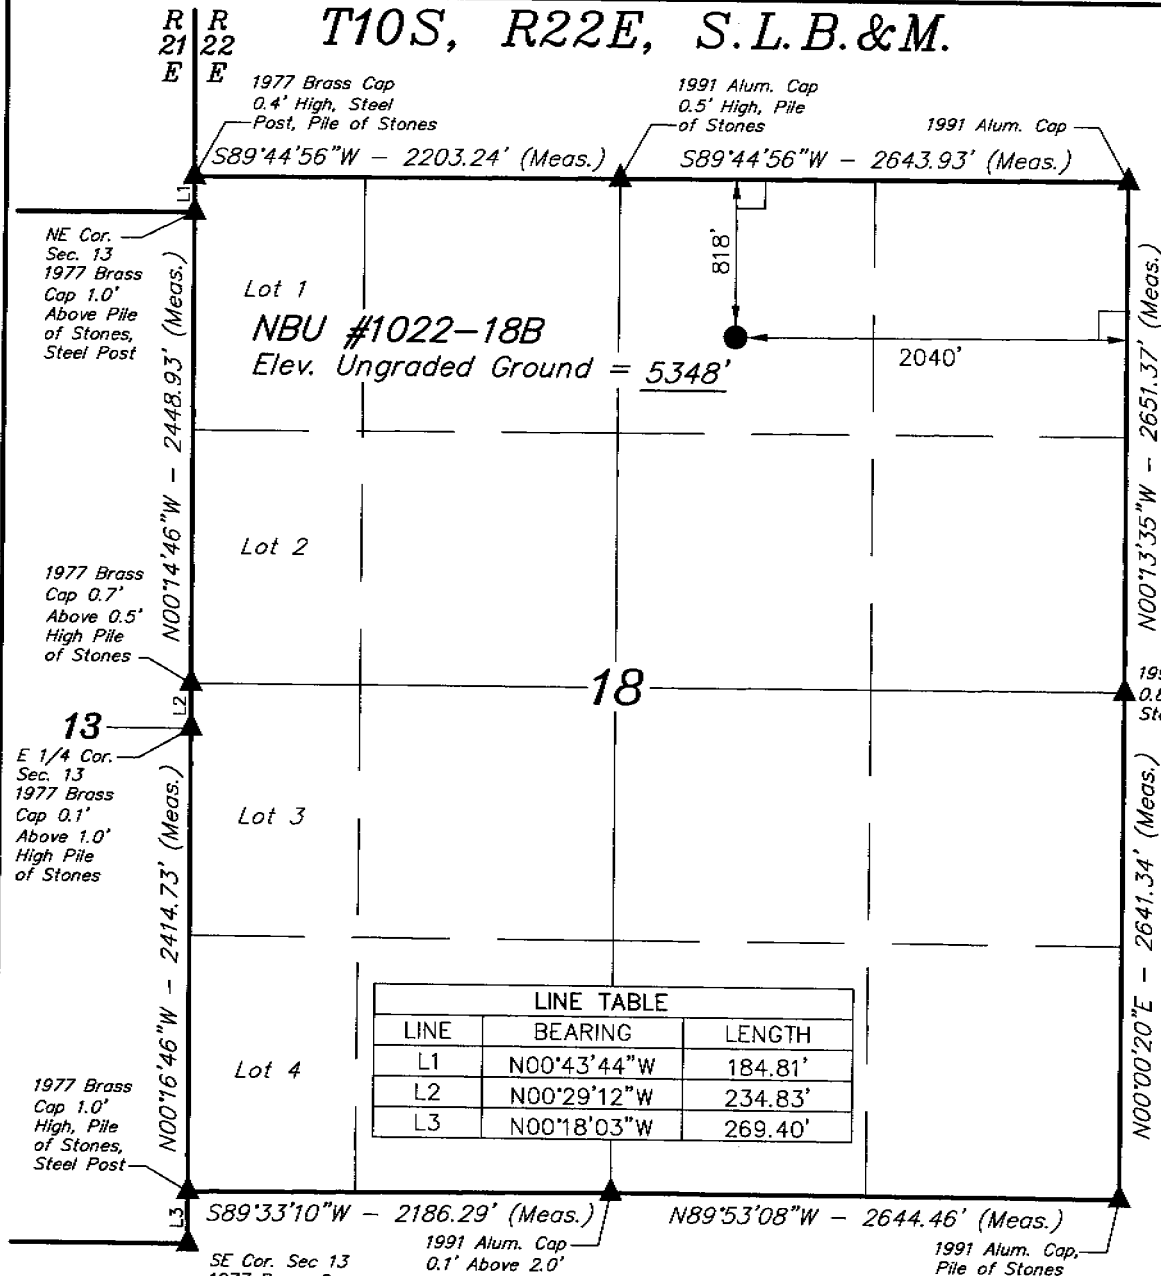 T10S, R22E, S.L.B.&M.
R R
21 22
E E
1977 Brass Cap
0.4' High, Steel
Post, Pile of Stones
1991 Alum. Cap
0.5' High, Pile
of Stones
1991 Alum. Cap
S89°44'56"W - 2203.24' (Meas.)
S89°44'56"W - 2643.93' (Meas.)
L1
NE Cor.
Sec. 13
1977 Brass
Cap 1.0'
Above Pile
of Stones,
Steel Post
N00°14'46"W - 2448.93' (Meas.)
Lot 1
NBU #1022-18B
Elev. Ungraded Ground = 5348'
818'
2040'
N00°13'35"W - 2651.37' (Meas.)
Lot 2
1977 Brass
Cap 0.7'
Above 0.5'
High Pile
of Stones
L2
18
13
E 1/4 Cor.
Sec. 13
1977 Brass
Cap 0.1'
Above 1.0'
High Pile
of Stones
N00°16'46"W - 2414.73' (Meas.)
Lot 3
N00°00'20"E - 2641.34' (Meas.)
Lot 4
LINE TABLE
LINE BEARING LENGTH
L1 N00°43'44"W 184.81'
L2 N00°29'12"W 234.83'
L3 N00°18'03"W 269.40'
1977 Brass
Cap 1.0'
High, Pile
of Stones,
Steel Post
L3
S89°33'10"W - 2186.29' (Meas.)
N89°53'08"W - 2644.46' (Meas.)
1991 Alum. Cap
0.1' Above 2.0'
1991 Alum. Cap,
Pile of Stones
SE Cor. Sec 13